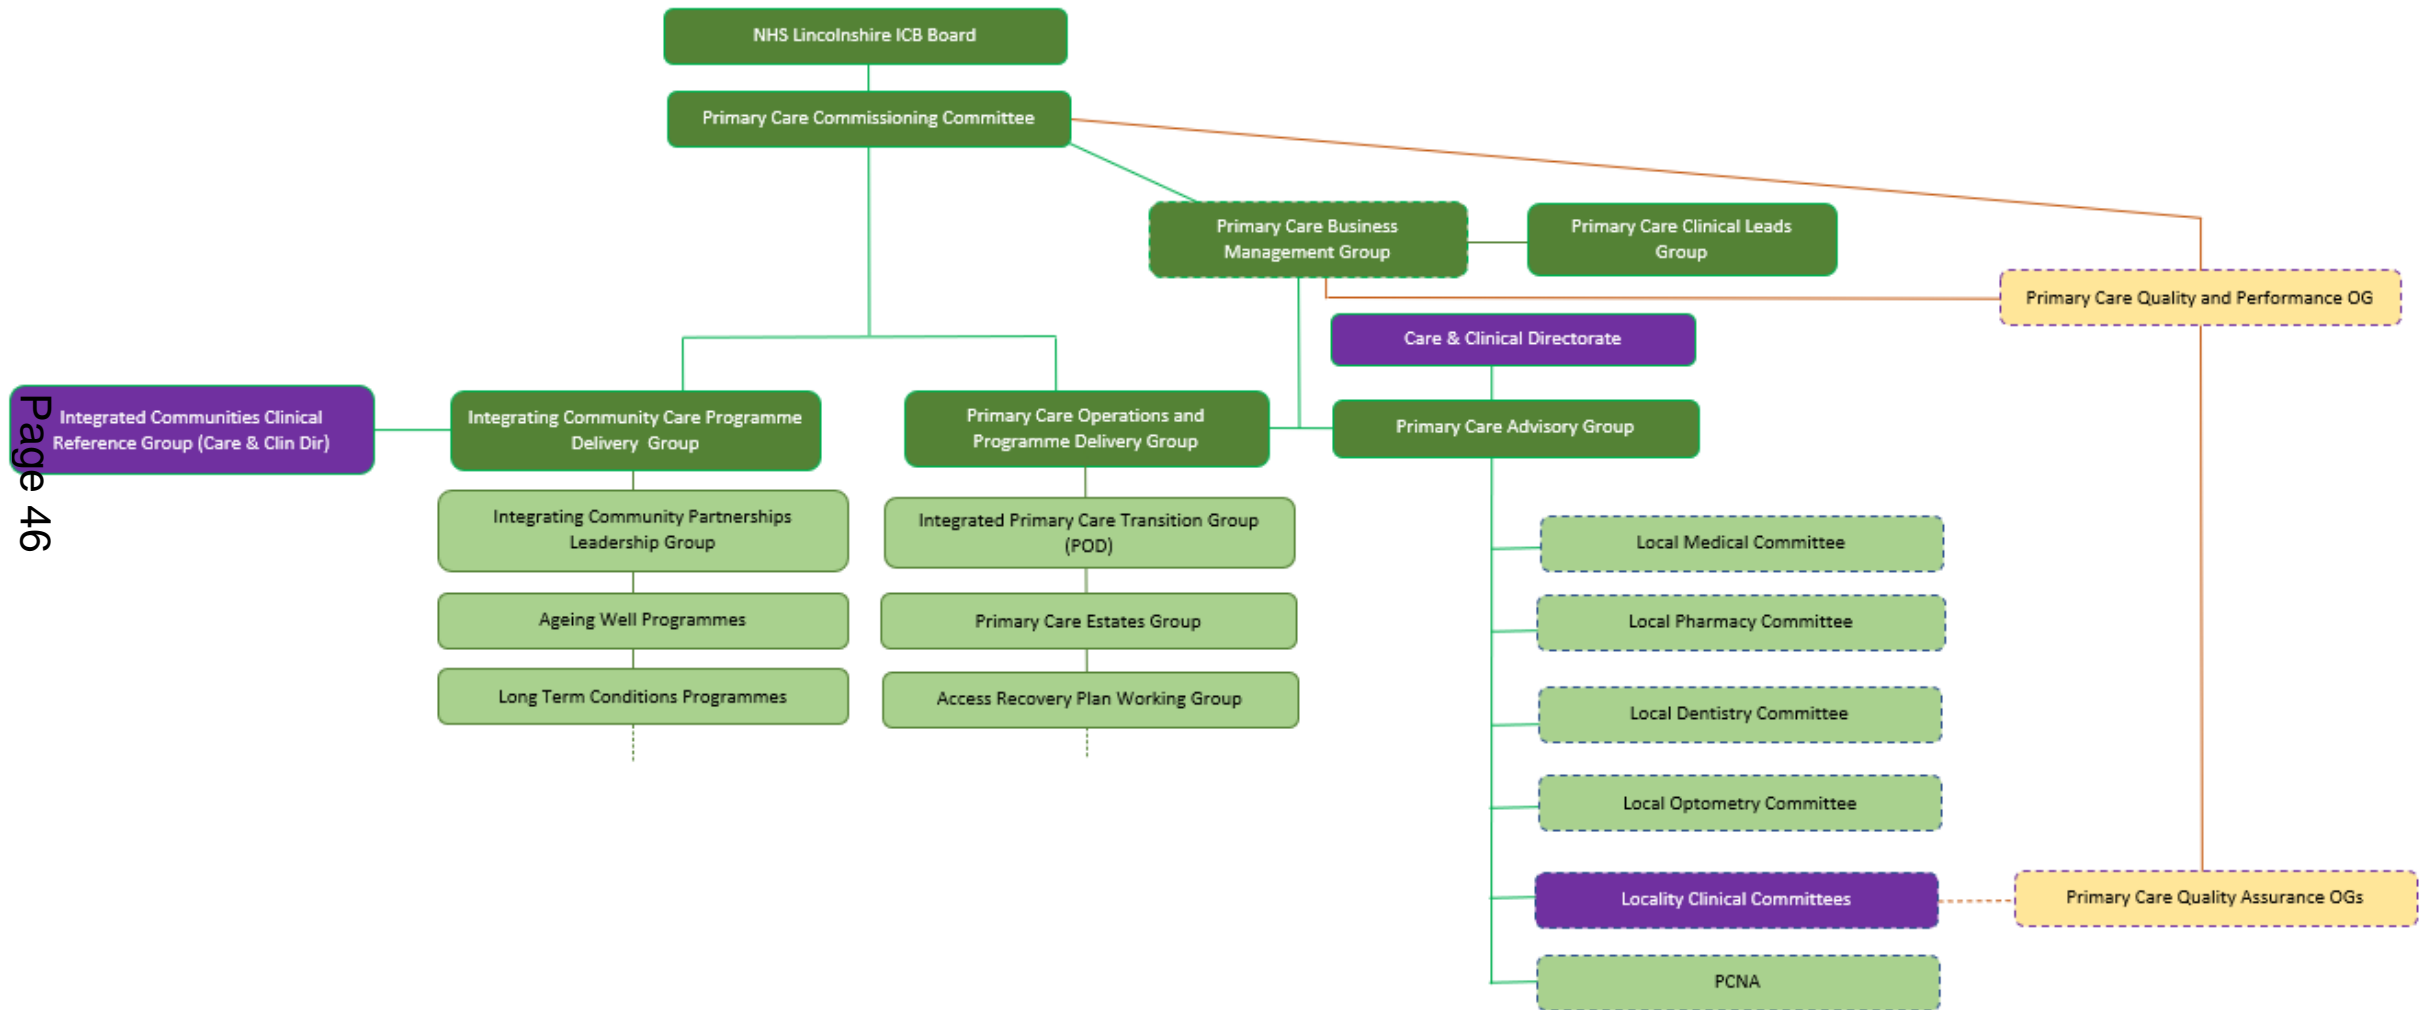 NHS Lincolnshire ICB Board
Primary Care Commissioning Committee
Primary Care Business
Management Group
Primary Care Clinical Leads
Group
Primary Care Quality and Performance OG
Care & Clinical Directorate
Integrated Communities Clinical
Reference Group (Care & Clin Dir)
Integrating Community Care Programme
Delivery Group
Primary Care Operations and
Programme Delivery Group
Primary Care Advisory Group
Integrating Community Partnerships
Leadership Group
Ageing Well Programmes
Long Term Conditions Programmes
Integrated Primary Care Transition Group
(POD)
Primary Care Estates Group
Access Recovery Plan Working Group
Local Medical Committee
Local Pharmacy Committee
Local Dentistry Committee
Local Optometry Committee
Locality Clinical Committees
Primary Care Quality Assurance OGs
PCNA
Page 46